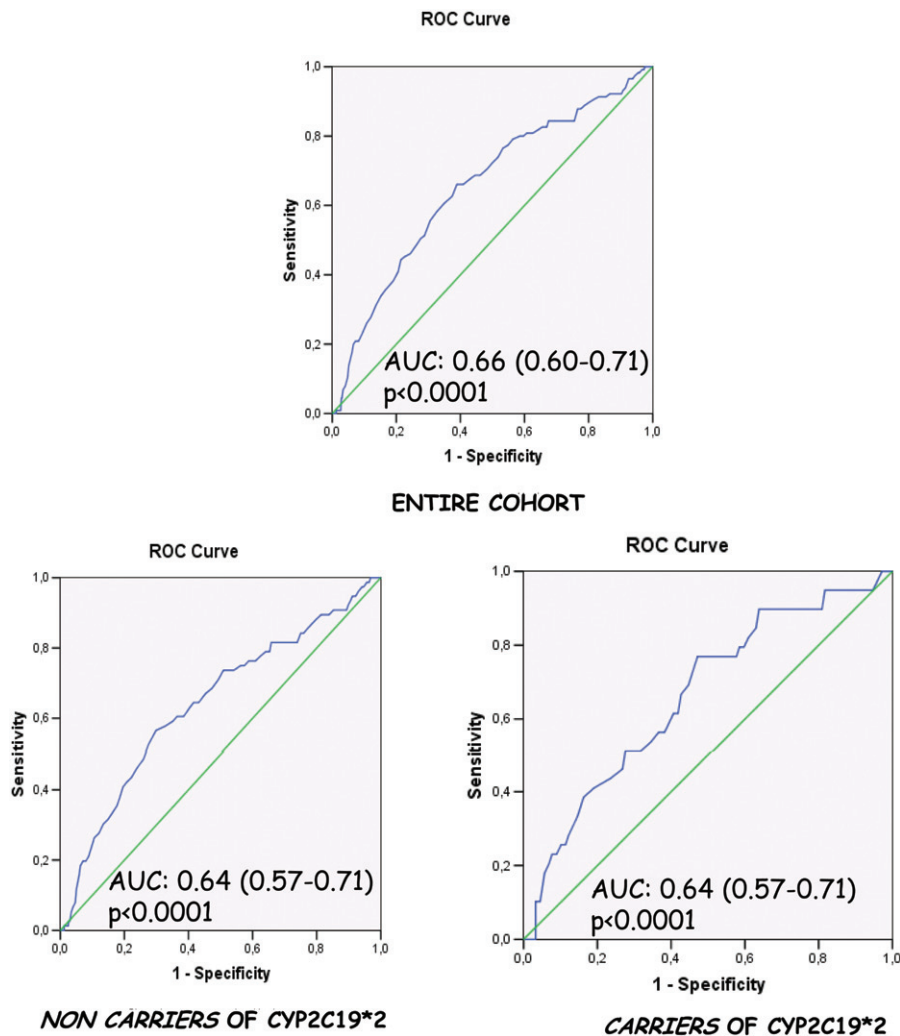 ROC Curve
1,0
0,8
0,6
0,4
0,2
0,0
Sensitivity
AUC: 0.66 (0.60-0.71)
p<0.0001
0,0 0,2 0,4 0,6 0,8 1,0
1 - Specificity
ENTIRE COHORT
ROC Curve
1,0
0,8
0,6
0,4
0,2
0,0
Sensitivity
AUC: 0.64 (0.57-0.71)
p<0.0001
0,0 0,2 0,4 0,6 0,8 1,0
1 - Specificity
NON CARRIERS OF CYP2C19*2
ROC Curve
1,0
0,8
0,6
0,4
0,2
0,0
Sensitivity
AUC: 0.64 (0.57-0.71)
p<0.0001
0,0 0,2 0,4 0,6 0,8 1,0
1 - Specificity
CARRIERS OF CYP2C19*2